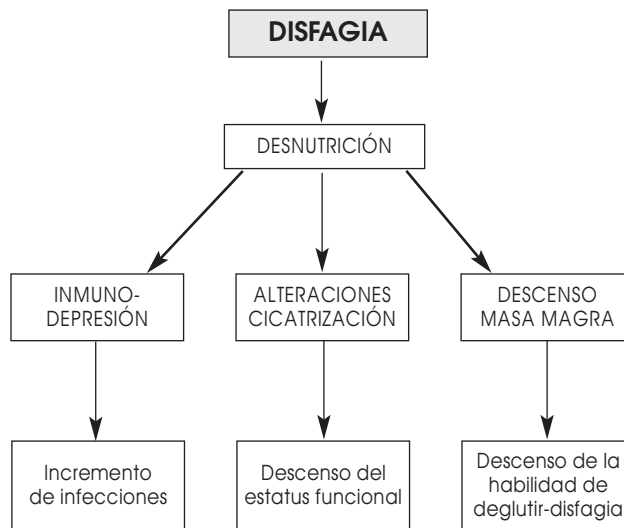 DISFAGIA
DESNUTRICIÓN
INMUNO-
DEPRESIÓN
ALTERACIONES
CICATRIZACIÓN
DESCENSO
MASA MAGRA
Incremento
de infecciones
Descenso del
estatus funcional
Descenso de la
habilidad de
deglutir-disfagia